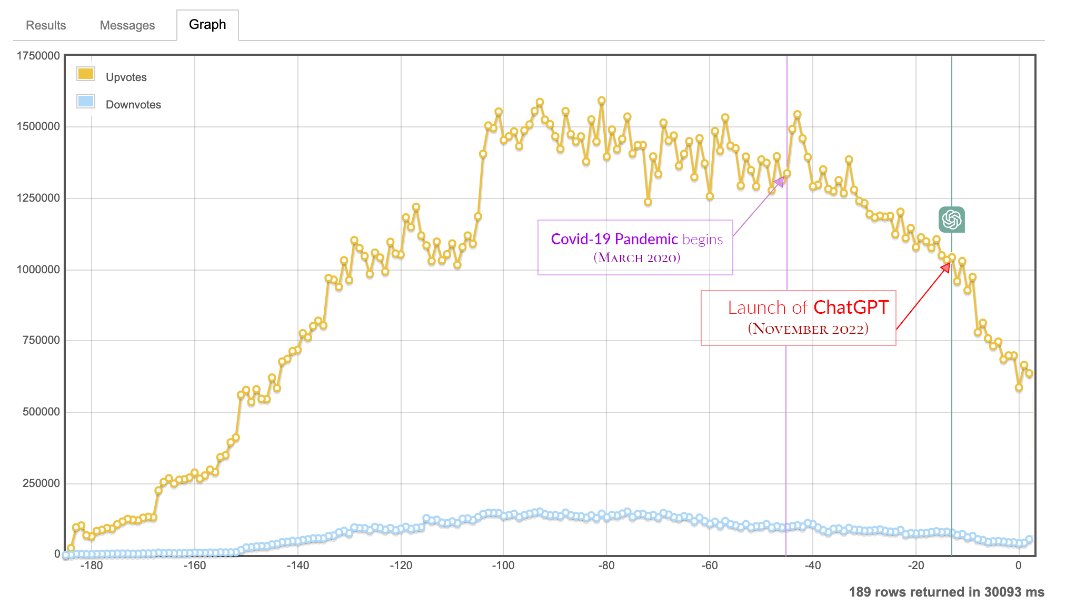 Results Messages Graph
1750000
Upvotes
Downvotes
1500000
1250000
Covid-19 Pandemic begins
(March 2020)
1000000
Launch of ChatGPT
(November 2022)
750000
500000
250000
0
-180 -160 -140 -120 -100 -80 -60 -40 -20 0
189 rows returned in 30093 ms